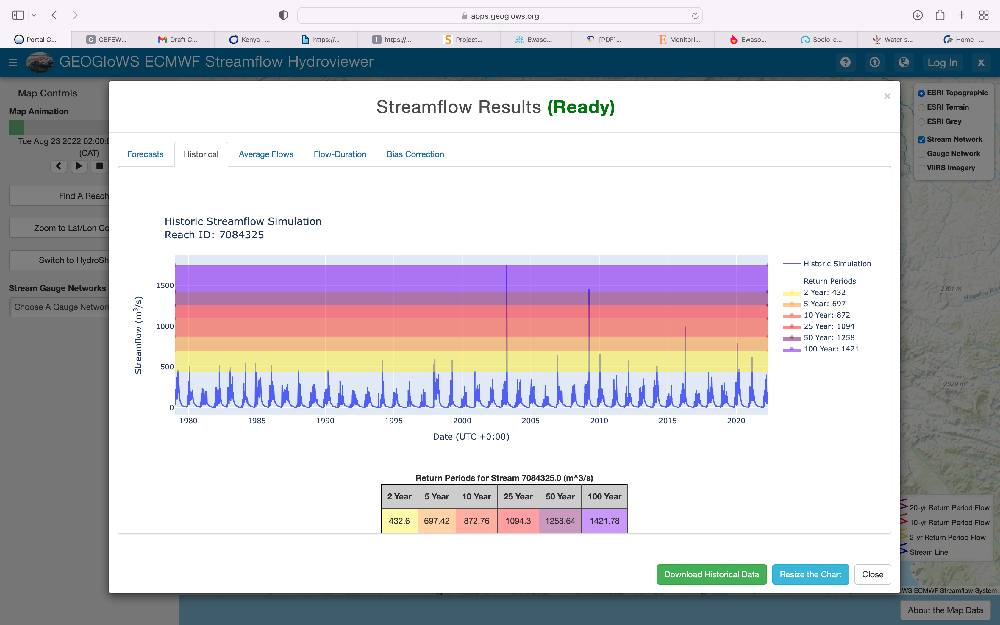 apps.geoglows.org
Portal G...
CBFEW...
Draft C...
Kenya -...
https://...
https://...
Project...
Ewaso...
[PDF]...
Monitori...
Ewaso...
Socio-e...
Water s...
Home -...
GEOGloWS ECMWF Streamflow Hydroviewer
Log In
X
Map Controls
Map Animation
Tue Aug 23 2022 02:00:0
(CAT)
Find A Reach
Zoom to Lat/Lon Co
Switch to HydroSh
Stream Gauge Networks
Choose A Gauge Network
Streamflow Results (Ready)
×
Forecasts
Historical
Average Flows
Flow-Duration
Bias Correction
Historic Streamflow Simulation
Reach ID: 7084325
Streamflow (m³/s)
1500
1000
500
0
1980
1985
1990
1995
2000
2005
2010
2015
2020
Date (UTC +0:00)
Historic Simulation
Return Periods
2 Year: 432
5 Year: 697
10 Year: 872
25 Year: 1094
50 Year: 1258
100 Year: 1421
Return Periods for Stream 7084325.0 (m^3/s)
2 Year 5 Year 10 Year 25 Year 50 Year 100 Year
432.6 697.42 872.76 1094.3 1258.64 1421.78
Download Historical Data
Resize the Chart
Close
ESRI Topographic
ESRI Terrain
ESRI Grey
Stream Network
Gauge Network
VIIRS Imagery
2361 m
Hagafiro Riv
2529 m
20-yr Return Period Flow
10-yr Return Period Flow
2-yr Return Period Flow
Stream Line
WS ECMWF Streamflow System
About the Map Data